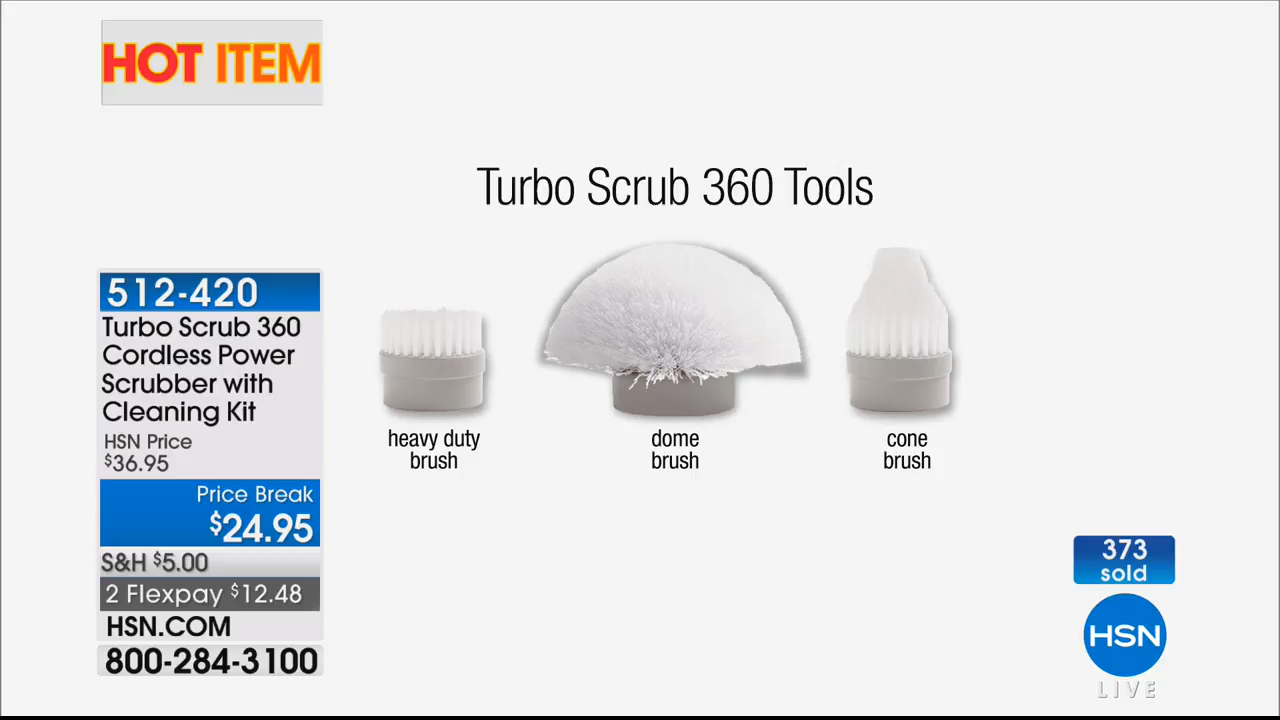 HOT ITEM
Turbo Scrub 360 Tools
512-420
Turbo Scrub 360
Cordless Power
Scrubber with
Cleaning Kit
HSN Price
$36.95
Price Break
$24.95
S&H $5.00
2 Flexpay $12.48
HSN.COM
800-284-3100
heavy duty
brush
dome
brush
cone
brush
373
sold
HSN
LIVE